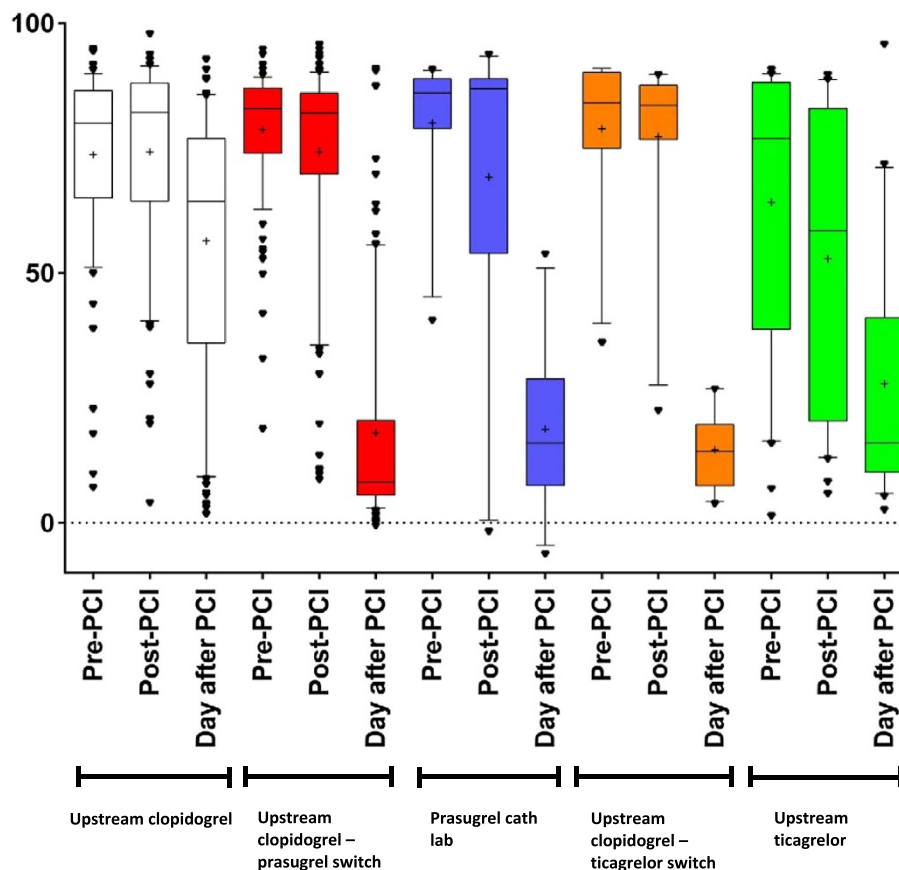 100
50
0
Pre-PCI
Post-PCI
Day after PCI
Pre-PCI
Post-PCI
Day after PCI
Pre-PCI
Post-PCI
Day after PCI
Pre-PCI
Post-PCI
Day after PCI
Pre-PCI
Post-PCI
Day after PCI
Upstream clopidogrel
Upstream
clopidogrel –
prasugrel switch
Prasugrel cath
lab
Upstream
clopidogrel –
ticagrelor switch
Upstream
ticagrelor